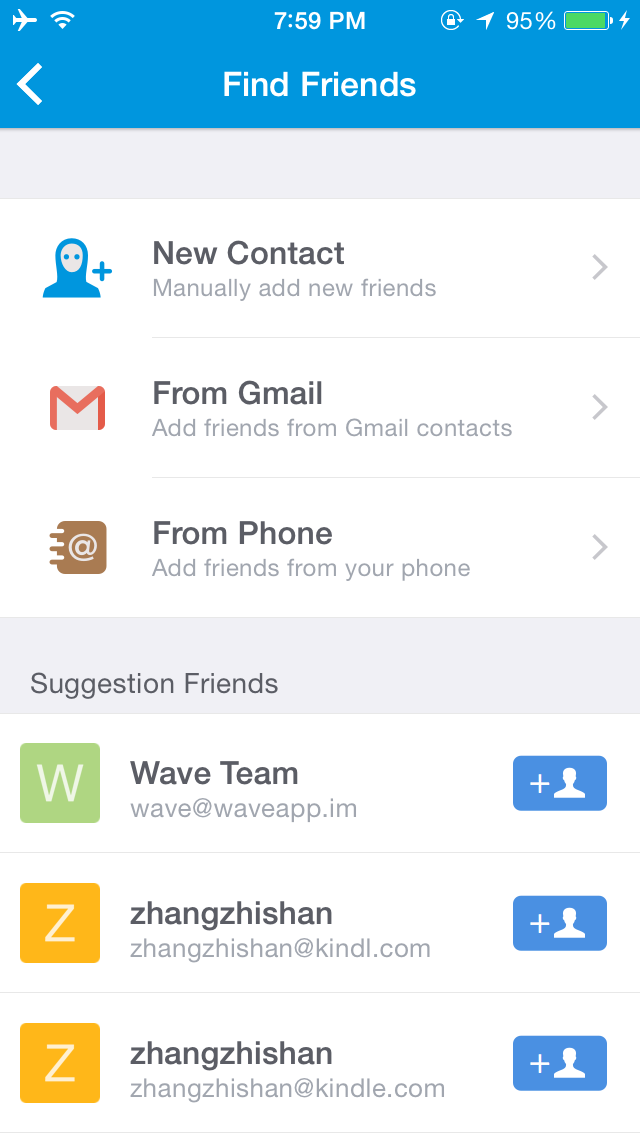 7:59 PM 95%
Find Friends
New Contact
Manually add new friends
From Gmail
Add friends from Gmail contacts
@
From Phone
Add friends from your phone
Suggestion Friends
W
Wave Team
wave@waveapp.im
+
Z
zhangzhishan
zhangzhishan@kindl.com
+
Z
zhangzhishan
zhangzhishan@kindle.com
+